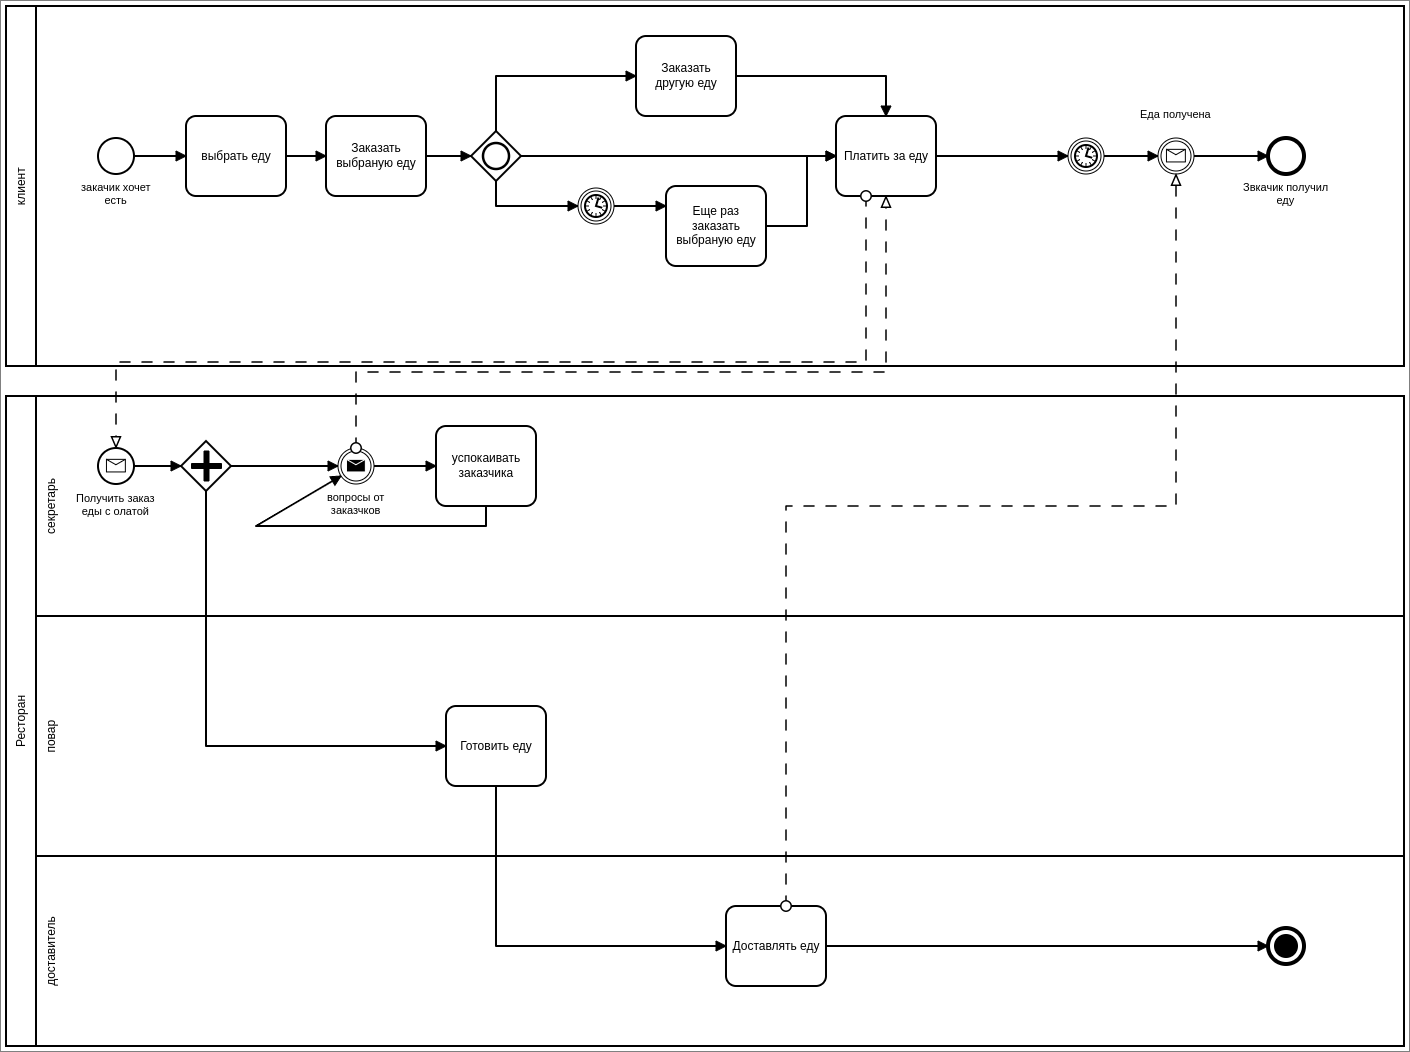 клиент
Заказать
другую еду
Еда получена
выбрать еду
Заказать
выбраную еду
Платить за еду
закачик хочет
есть
Звкачик получил
еду
Еще раз
заказать
выбраную еду
Ресторан
секретарь
успокаивать
заказчика
Получить заказ
еды с олатой
вопросы от
заказчков
повар
Готовить еду
доставитель
Доставлять еду